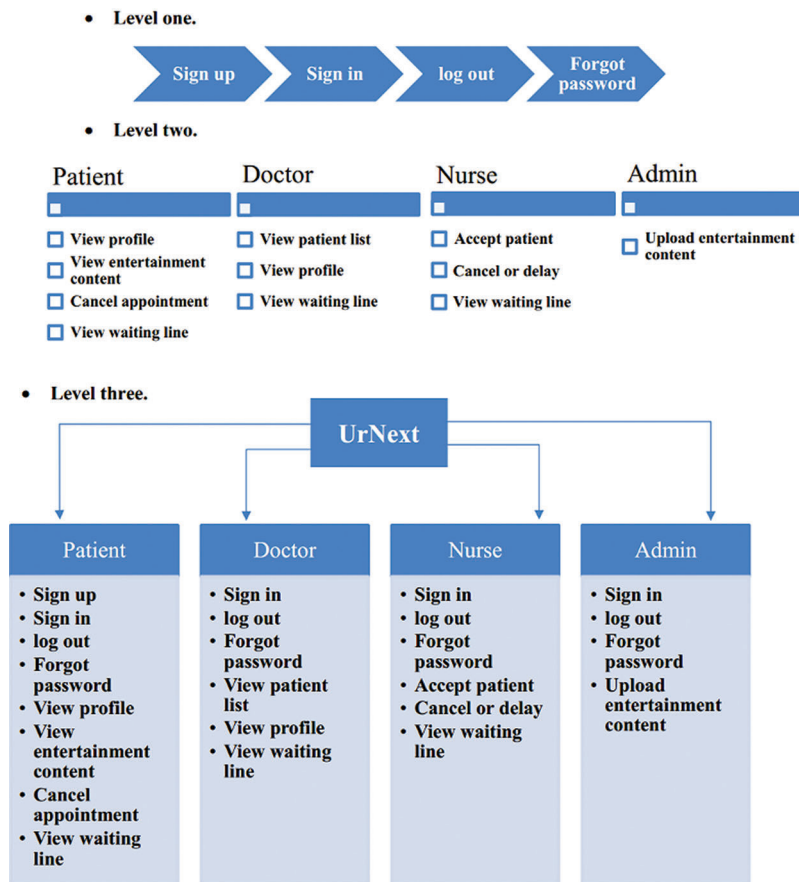 • Level one.
Sign up
Sign in
log out
Forgot
password
• Level two.
Patient
View profile
View entertainment
content
Cancel appointment
View waiting line
Doctor
View patient list
View profile
View waiting line
Nurse
Accept patient
Cancel or delay
View waiting line
Admin
Upload entertainment
content
• Level three.
UrNext
Patient
• Sign up
• Sign in
• log out
• Forgot
password
• View profile
• View
entertainment
content
• Cancel
appointment
• View waiting
line
Doctor
• Sign in
• log out
• Forgot
password
• View patient
list
• View profile
• View waiting
line
Nurse
• Sign in
• log out
• Forgot
password
• Accept patient
• Cancel or delay
• View waiting
line
Admin
• Sign in
• log out
• Forgot
password
• Upload
entertainment
content